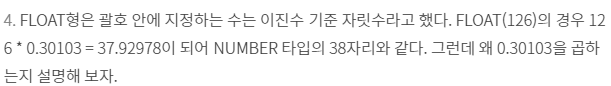 4. FLOAT형은 괄호 안에 지정하는 수는 이진수 기준 자릿수라고 했다. FLOAT(126)의 경우 12
6 * 0.30103 = 37.92978이 되어 NUMBER 타입의 38자리와 같다. 그런데 왜 0.30103을 곱하
는지 설명해 보자.